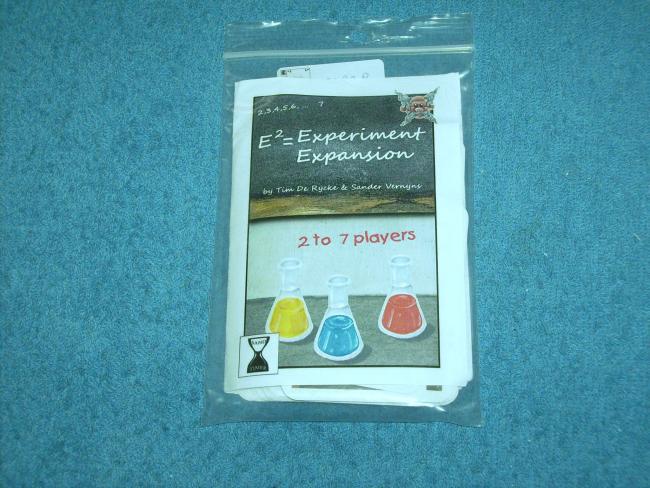 2,3,4,5,6, ... 7
E²= Experiment
Expansion
by Tim De Rycke & Sander Vernyns
2 to 7 players